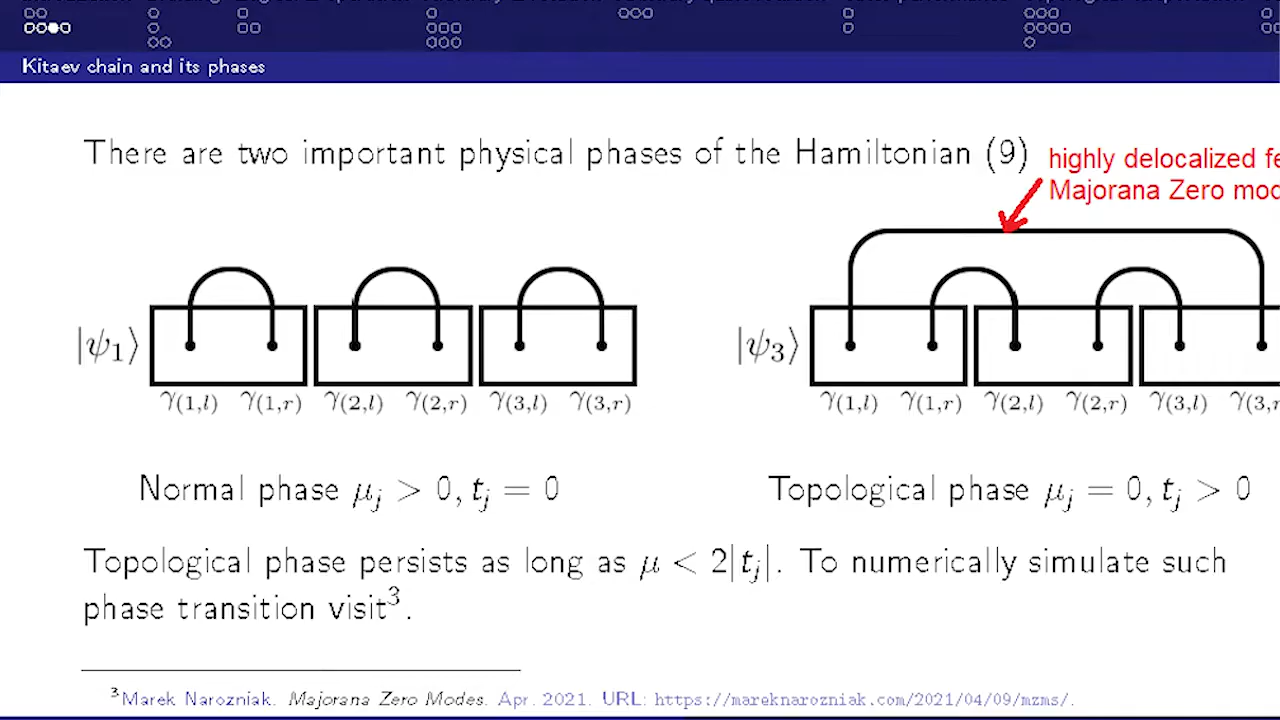 Kitaev chain and its phases
There are two important physical phases of the Hamiltonian (9)
highly delocalized
Majorana Zero
|ψ₁⟩
γ(1,l) γ(1,r) γ(2,l) γ(2,r) γ(3,l) γ(3,r)
|ψ₃⟩
γ(1,l) γ(1,r) γ(2,l) γ(2,r) γ(3,l)
Normal phase μⱼ > 0, tⱼ = 0
Topological phase μⱼ = 0, tⱼ > 0
Topological phase persists as long as μ < 2|tⱼ|. To numerically simulate such
phase transition visit³.
³Marek Narozniak. Majorana Zero Modes. Apr. 2021. URL: https://mareknarozniak.com/2021/04/09/mzms/.